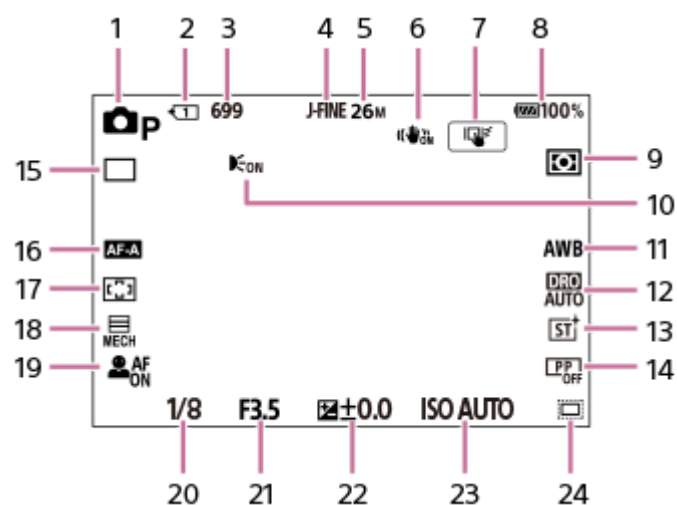 1 2 3 4 5 6 7 8
P 1 699 J-FINE 26M ON 100%
15 ON 9
10
16 AF-A AWB 11
17 DRO AUTO 12
18 MECH ST+ 13
19 AF ON PP OFF 14
1/8 F3.5 ±0.0 ISO AUTO
20 21 22 23 24